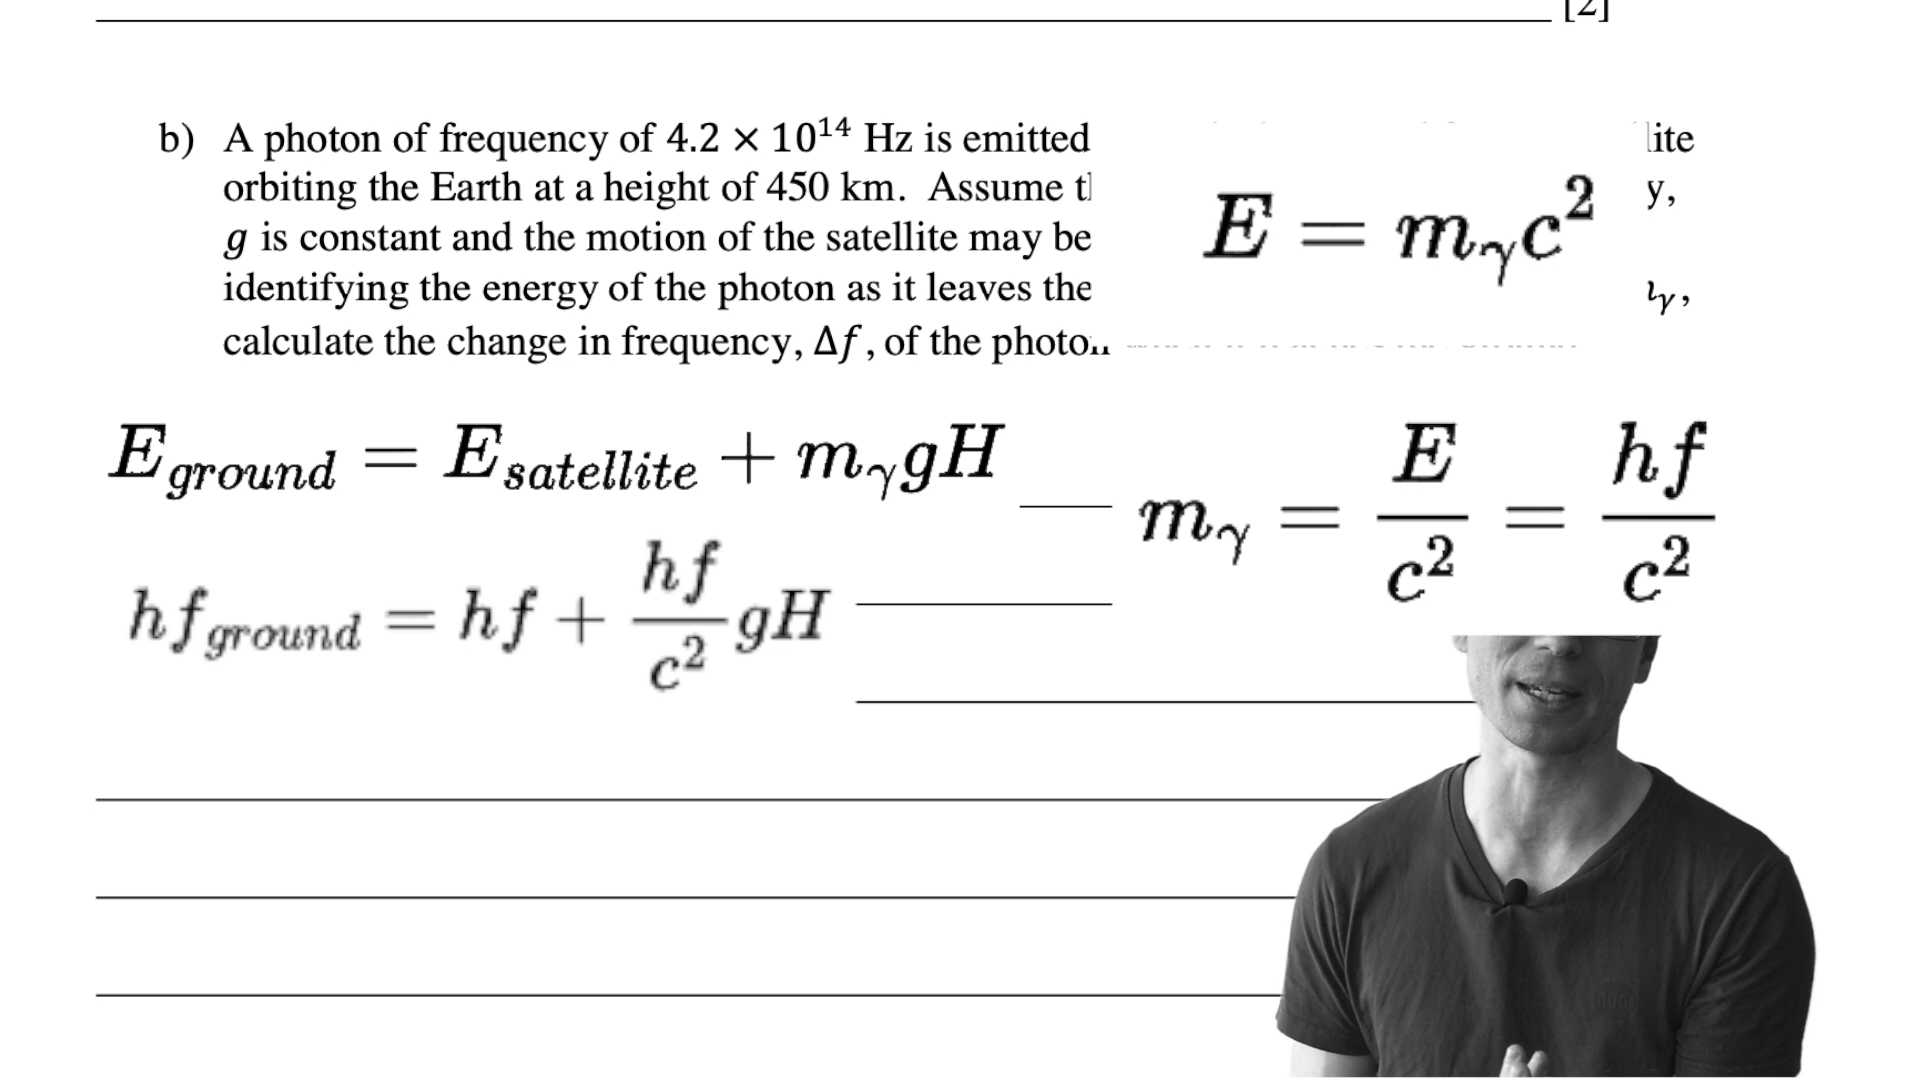 [2]
b) A photon of frequency of 4.2 × 10¹⁴ Hz is emitted
orbiting the Earth at a height of 450 km. Assume y,
g is constant and the motion of the satellite may be
identifying the energy of the photon as it leaves the
calculate the change in frequency, Δf, of the
E = m_γc²
E_ground = E_satellite + m_γgH
m_γ = E/c² = hf/c²
hf_ground = hf + hf/c² gH